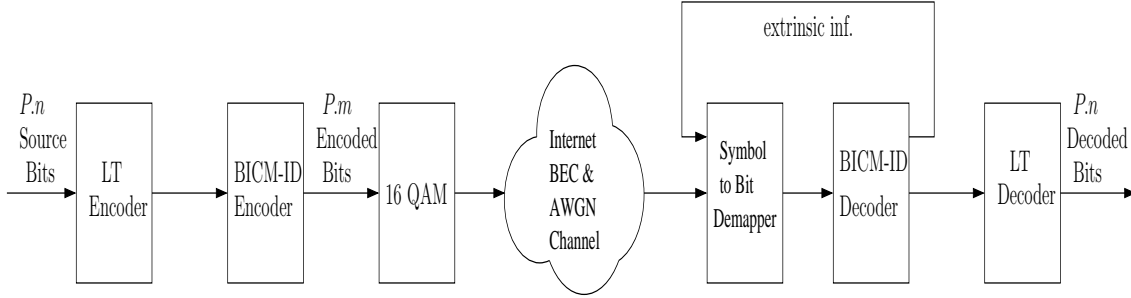 extrinsic inf.
P.n
Source
Bits
LT
Encoder
BICM-ID
Encoder
P.m
Encoded
Bits
16 QAM
Internet
BEC &
AWGN
Channel
Symbol
to Bit
Demapper
BICM-ID
Decoder
LT
Decoder
P.n
Decoded
Bits